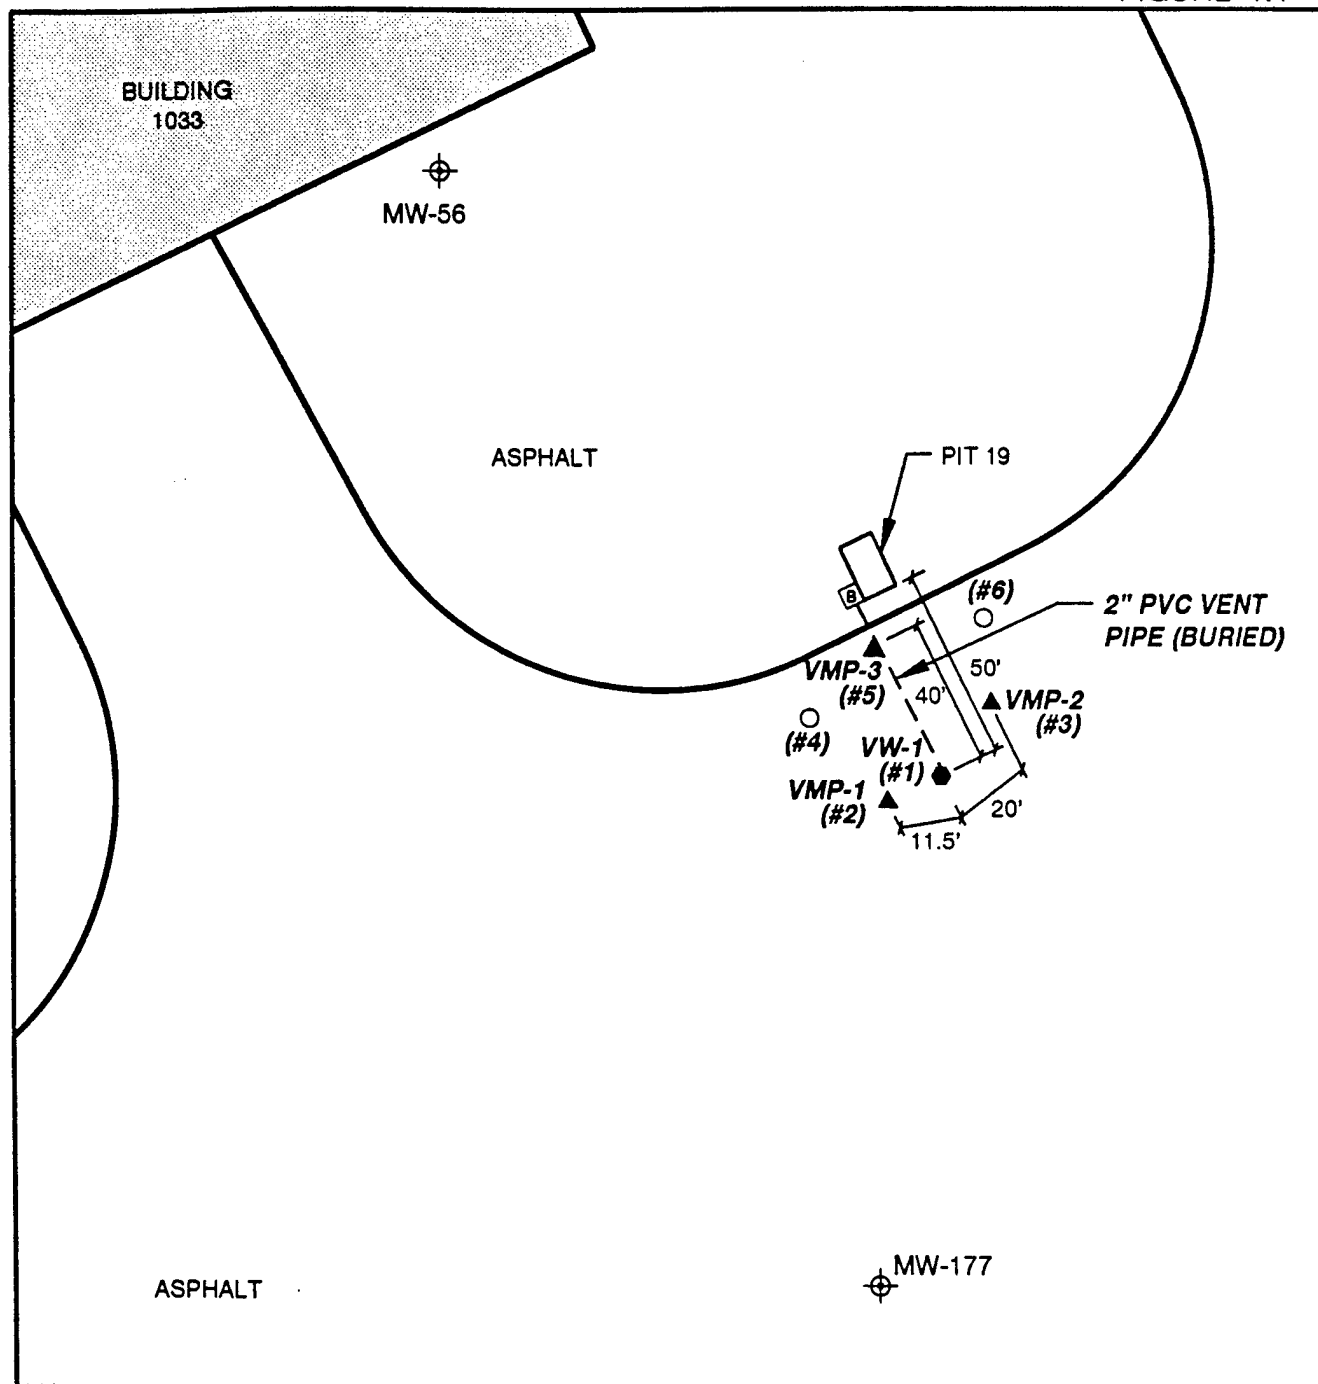 BUILDING
1033
MW-56
ASPHALT
PIT 19
B
(#6)
2" PVC VENT
PIPE (BURIED)
VMP-3
(#5)
50'
40'
VMP-2
(#3)
(#4)
VW-1
(#1)
VMP-1
(#2)
20'
11.5'
MW-177
ASPHALT